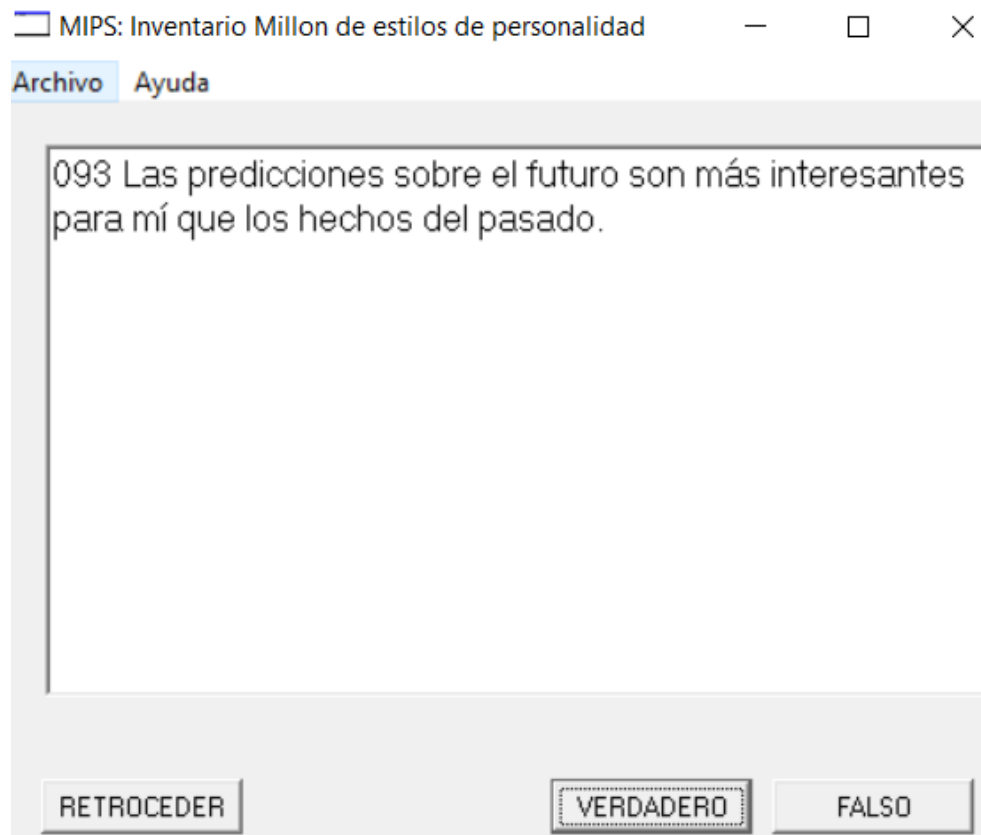 MIPS: Inventario Millon de estilos de personalidad
Archivo Ayuda
093 Las predicciones sobre el futuro son más interesantes
para mí que los hechos del pasado.
RETROCEDER VERDADERO FALSO